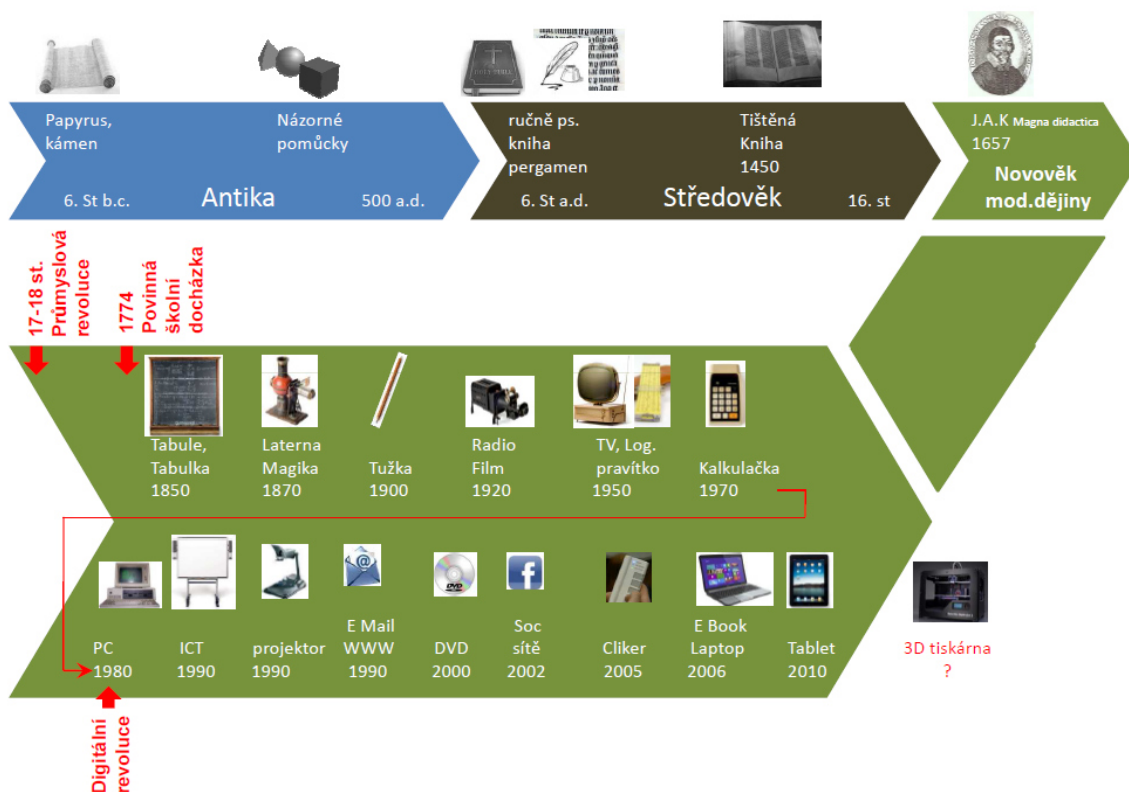 Papyrus,
kámen
Názorné
pomůcky
6. St b.c.
Antika
500 a.d.
ručně ps.
kniha
pergamen
Tištěná
Kniha
1450
6. St a.d.
Středověk
16. st
J.A.K Magna didactica
1657
Novověk
mod.dějiny
17-18 st.
Průmyslová
revoluce
1774
Povinná
školní
docházka
Tabule,
Tabulka
1850
Laterna
Magika
1870
Tužka
1900
Radio
Film
1920
TV, Log.
pravítko
1950
Kalkulačka
1970
PC
1980
ICT
1990
projektor
1990
E Mail
WWW
1990
DVD
DVD
2000
Soc
sítě
2002
Cliker
2005
E Book
Laptop
2006
Tablet
2010
3D tiskárna
?
Digitální
revoluce